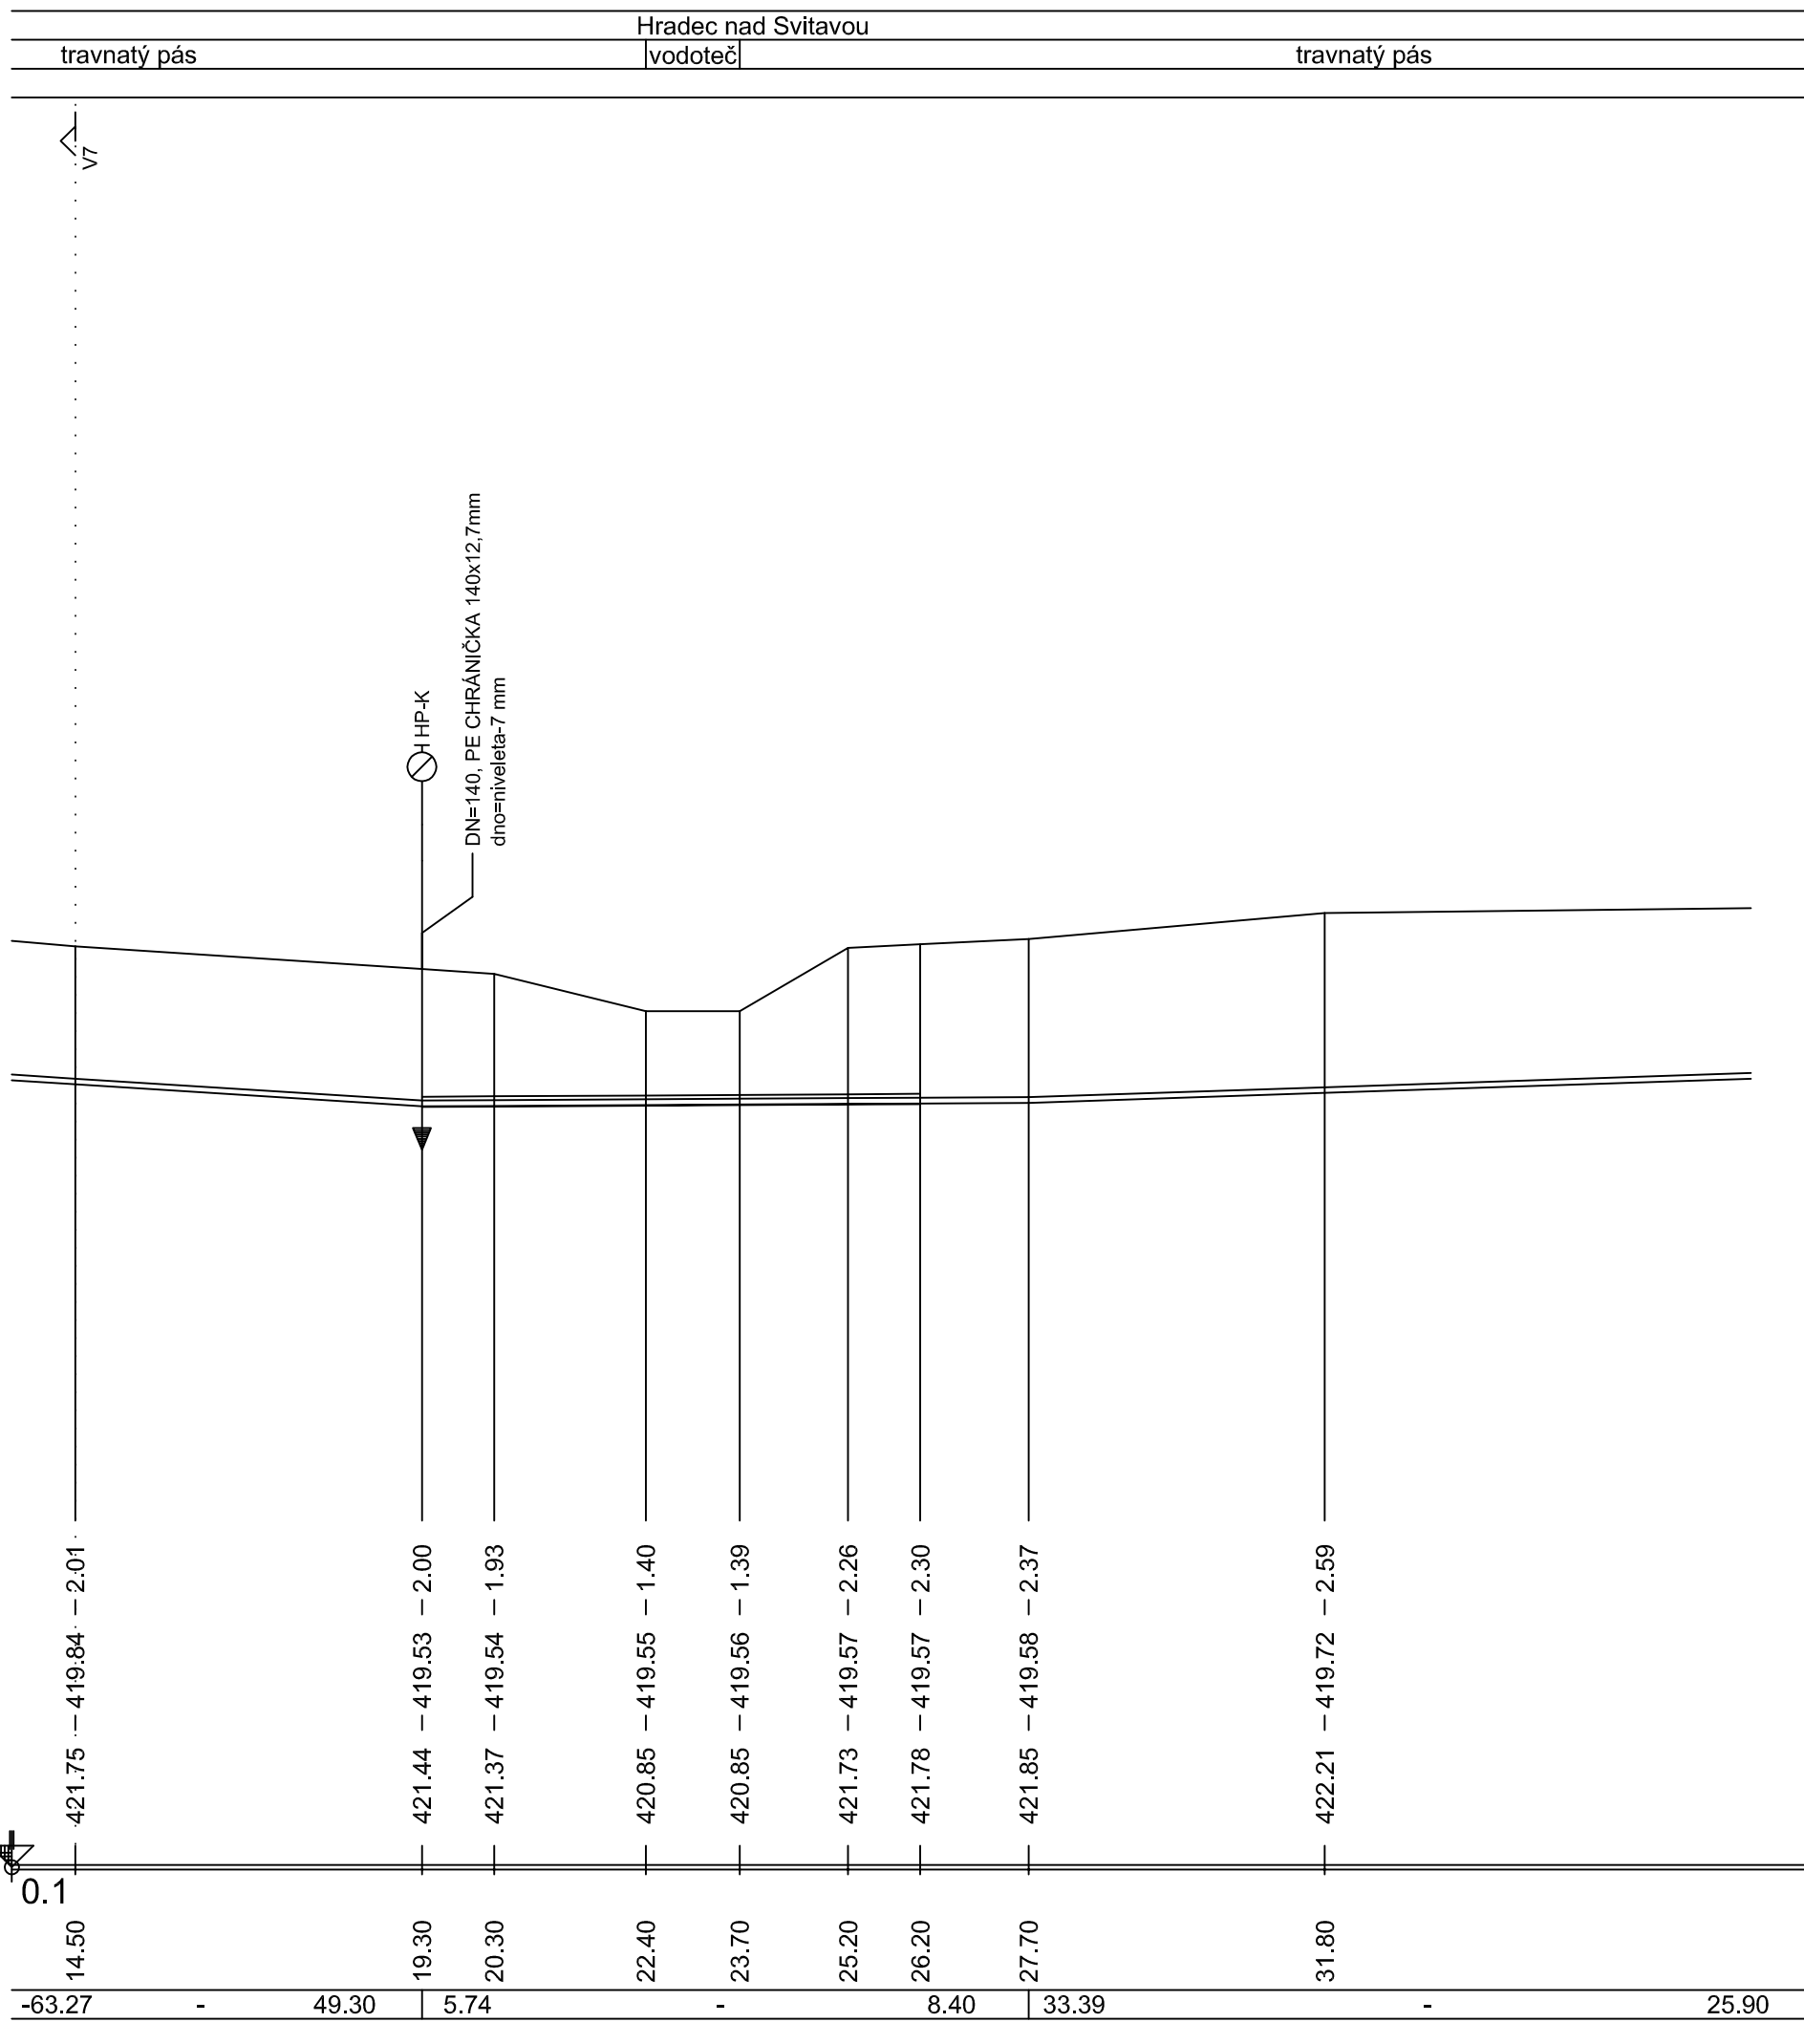 Hradec nad Svitavou
travnatý pás vodoteč travnatý pás
V7
H HP-K
DN=140, PE CHRÁNIČKA 140x12,7mm
dno=niveleta-7 mm
421.75 – 419.84 – 2.01
421.44 – 419.53 – 2.00
421.37 – 419.54 – 1.93
420.85 – 419.55 – 1.40
420.85 – 419.56 – 1.39
421.73 – 419.57 – 2.26
421.78 – 419.57 – 2.30
421.85 – 419.58 – 2.37
422.21 – 419.72 – 2.59
0.1
14.50
19.30
20.30
22.40
23.70
25.20
26.20
27.70
31.80
-63.27 - 49.30 5.74 - 8.40 33.39 - 25.90